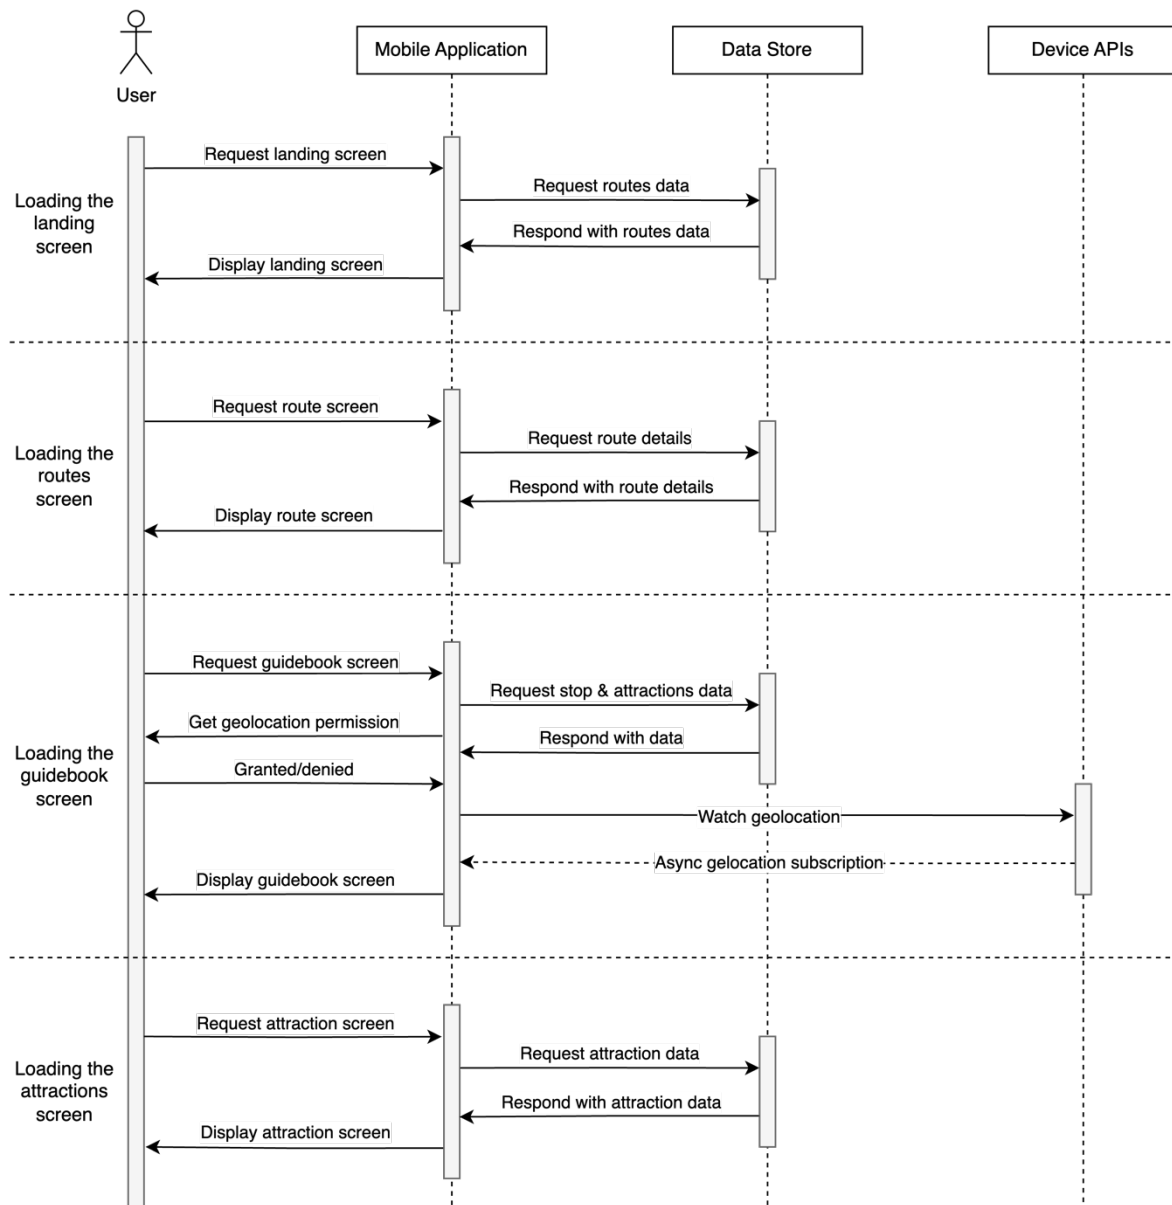 User
Mobile Application
Data Store
Device APIs
Loading the
landing
screen
Request landing screen
Request routes data
Respond with routes data
Display landing screen
Loading the
routes
screen
Request route screen
Request route details
Respond with route details
Display route screen
Loading the
guidebook
screen
Request guidebook screen
Request stop & attractions data
Get geolocation permission
Respond with data
Granted/denied
Watch geolocation
Async gelocation subscription
Display guidebook screen
Loading the
attractions
screen
Request attraction screen
Request attraction data
Respond with attraction data
Display attraction screen